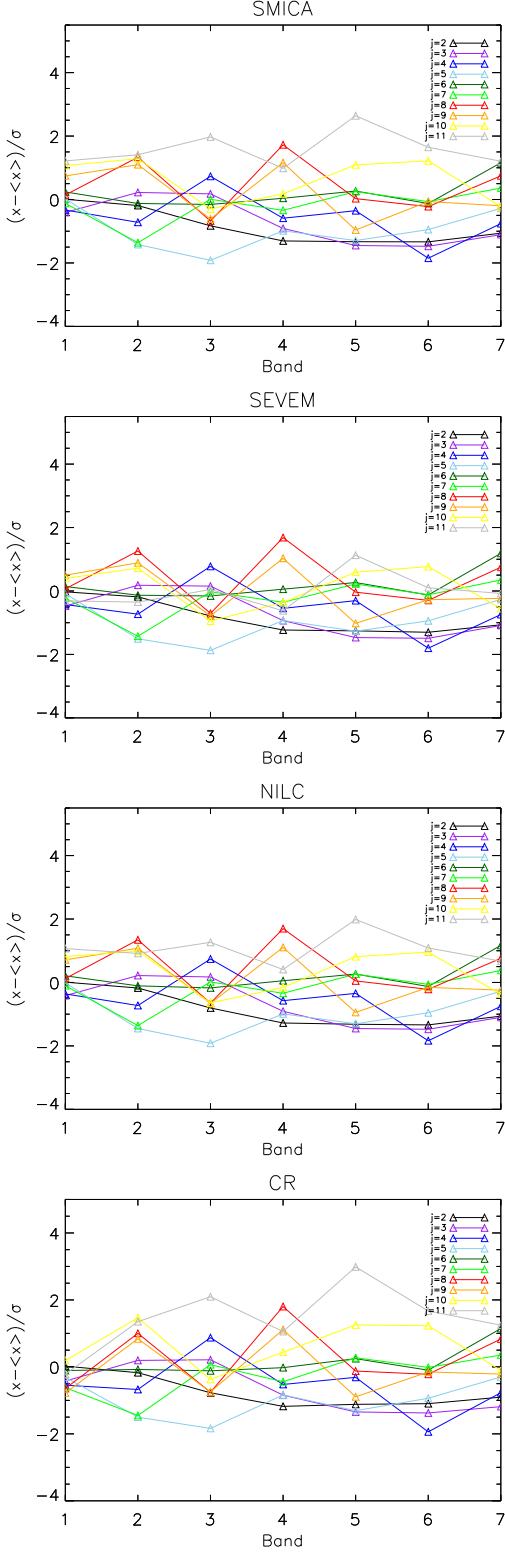 SMICA
(x−<x>)/σ
4
2
0
−2
−4
1 2 3 4 5 6 7
Band
j=2
j=3
j=4
j=5
j=6
j=7
j=8
j=9
j=10
j=11
SEVEM
(x−<x>)/σ
4
2
0
−2
−4
1 2 3 4 5 6 7
Band
j=2
j=3
j=4
j=5
j=6
j=7
j=8
j=9
j=10
j=11
NILC
(x−<x>)/σ
4
2
0
−2
−4
1 2 3 4 5 6 7
Band
j=2
j=3
j=4
j=5
j=6
j=7
j=8
j=9
j=10
j=11
CR
(x−<x>)/σ
4
2
0
−2
−4
1 2 3 4 5 6 7
Band
j=2
j=3
j=4
j=5
j=6
j=7
j=8
j=9
j=10
j=11